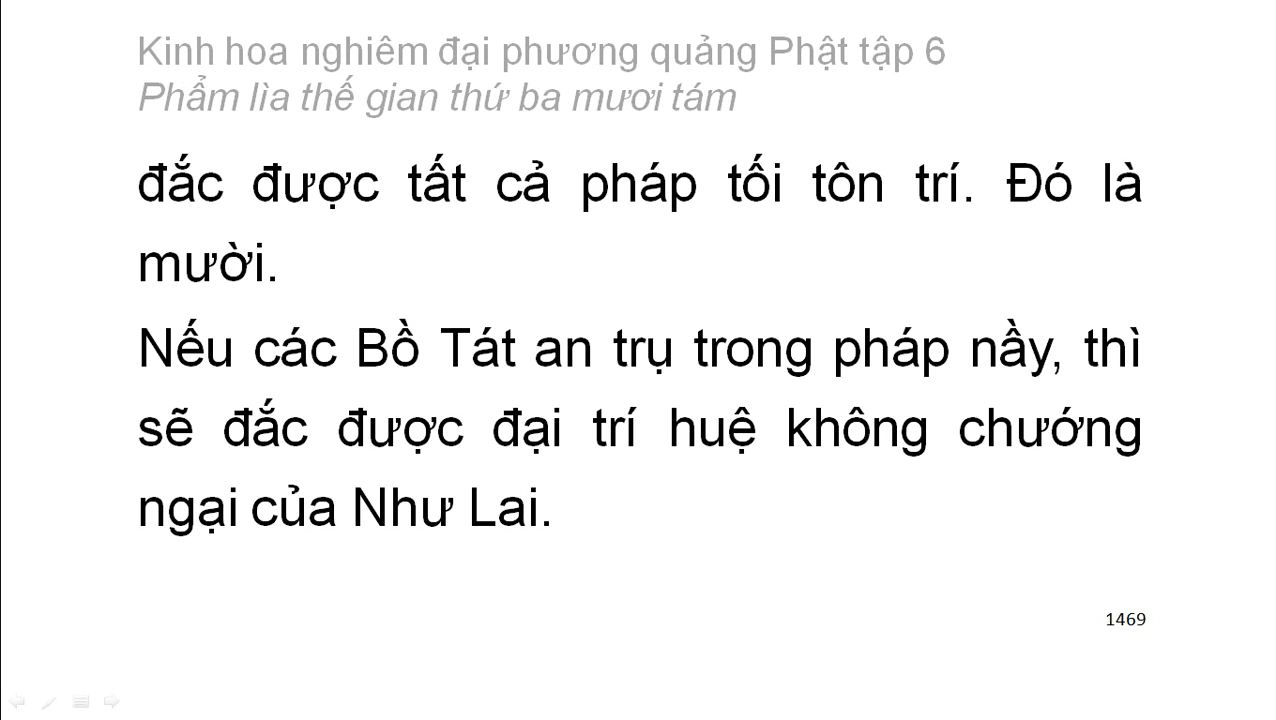 Kinh hoa nghiêm đại phương quảng Phật tập 6
Phẩm lìa thế gian thứ ba mươi tám
đắc được tất cả pháp tối tôn trí. Đó là
mười.
Nếu các Bồ Tát an trụ trong pháp nầy, thì
sẽ đắc được đại trí huệ không chướng
ngại của Như Lai.
1469